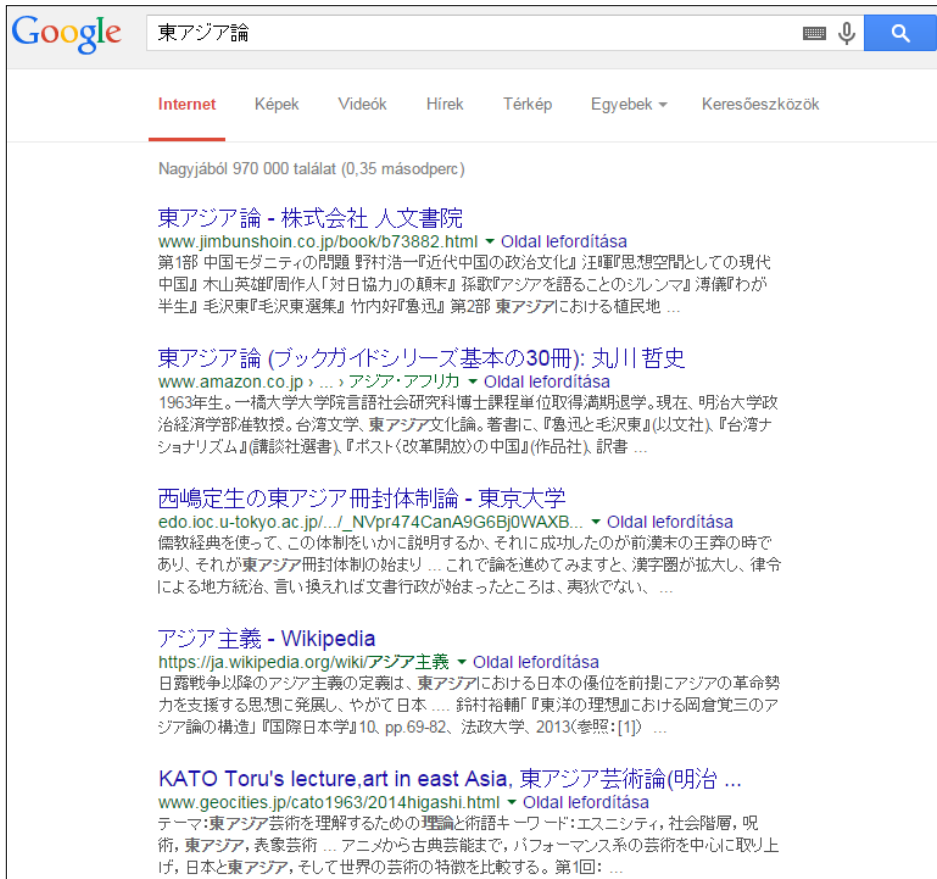 Google 東アジア論
Internet Képek Videók Hírek Térkép Egyebek Keresőeszközök
Nagyjából 970 000 találat (0,35 másodperc)
東アジア論 - 株式会社 人文書院
www.jimbunshoin.co.jp/book/b73882.html ▼ Oldal lefordítása
第1部 中国モダニティの問題 野村浩一『近代中国の政治文化』 汪暉『思想空間としての現代
中国』 木山英雄『周作人「対日協力」の顛末』 孫歌『アジアを語ることのジレンマ』 溥儀『わが
半生』 毛沢東『毛沢東選集』 竹内好『魯迅』 第2部 東アジアにおける植民地 ...
東アジア論 (ブックガイドシリーズ基本の30冊): 丸川 哲史
www.amazon.co.jp › ... › アジア・アフリカ ▼ Oldal lefordítása
1963年生。一橋大学大学院言語社会研究科博士課程単位取得満期退学。現在、明治大学政
治経済学部准教授。台湾文学、東アジア文化論。著書に、『魯迅と毛沢東』(以文社)、『台湾ナ
ショナリズム』(講談社選書)、『ポスト〈改革開放〉の中国』(作品社)、訳書 ...
西嶋定生の東アジア冊封体制論 - 東京大学
edo.ioc.u-tokyo.ac.jp/.../_NVpr474CanA9G6Bj0WAXB... ▼ Oldal lefordítása
儒教経典を使って、この体制をいかに説明するか、それに成功したのが前漢末の王莽の時で
あり、それが東アジア冊封体制の始まり ... これで論を進めてみますと、漢字圏が拡大し、律令
による地方統治、言い換えれば文書行政が始まったところは、夷狄でない、 ...
アジア主義 - Wikipedia
https://ja.wikipedia.org/wiki/アジア主義 ▼ Oldal lefordítása
日露戦争以降のアジア主義の定義は、東アジアにおける日本の優位を前提にアジアの革命勢
力を支援する思想に発展し、やがて日本 .... 鈴村裕輔「『東洋の理想』における岡倉覚三のア
ジア論の構造」『国際日本学』10、pp.69-82、法政大学、2013(参照:[1]) ...
KATO Toru's lecture,art in east Asia, 東アジア芸術論(明治 ...
www.geocities.jp/cato1963/2014higashi.html ▼ Oldal lefordítása
テーマ:東アジア芸術を理解するための理論と術語キーワード:エスニシティ，社会階層，呪
術，東アジア，表象芸術 ... アニメから古典芸能まで，パフォーマンス系の芸術を中心に取り上
げ，日本と東アジア，そして世界の芸術の特徴を比較する。 第1回: ...